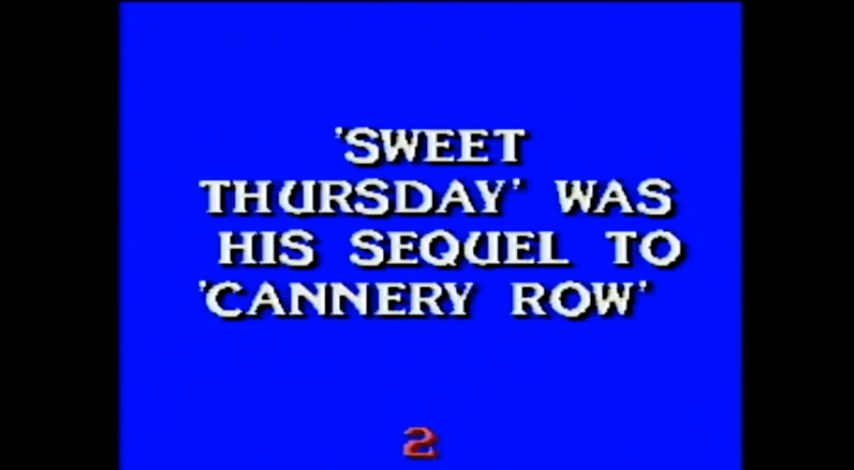 'SWEET
THURSDAY' WAS
HIS SEQUEL TO
'CANNERY ROW'
2